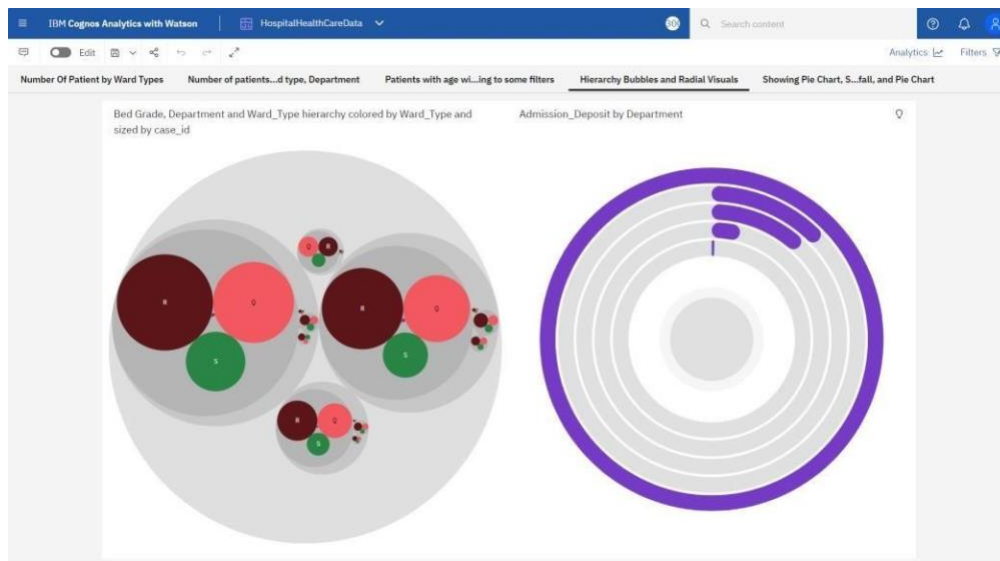 IBM Cognos Analytics with Watson
HospitalHealthCareData
30
Search content
Edit
Analytics
Filters
Number Of Patient by Ward Types
Number of patients...d type, Department
Patients with age wi...ing to some filters
Hierarchy Bubbles and Radial Visuals
Showing Pie Chart, S...fall, and Pie Chart
Bed Grade, Department and Ward_Type hierarchy colored by Ward_Type and
sized by case_id
Admission_Deposit by Department
Q
R
R
Q
S
R
Q
S
R
Q
S